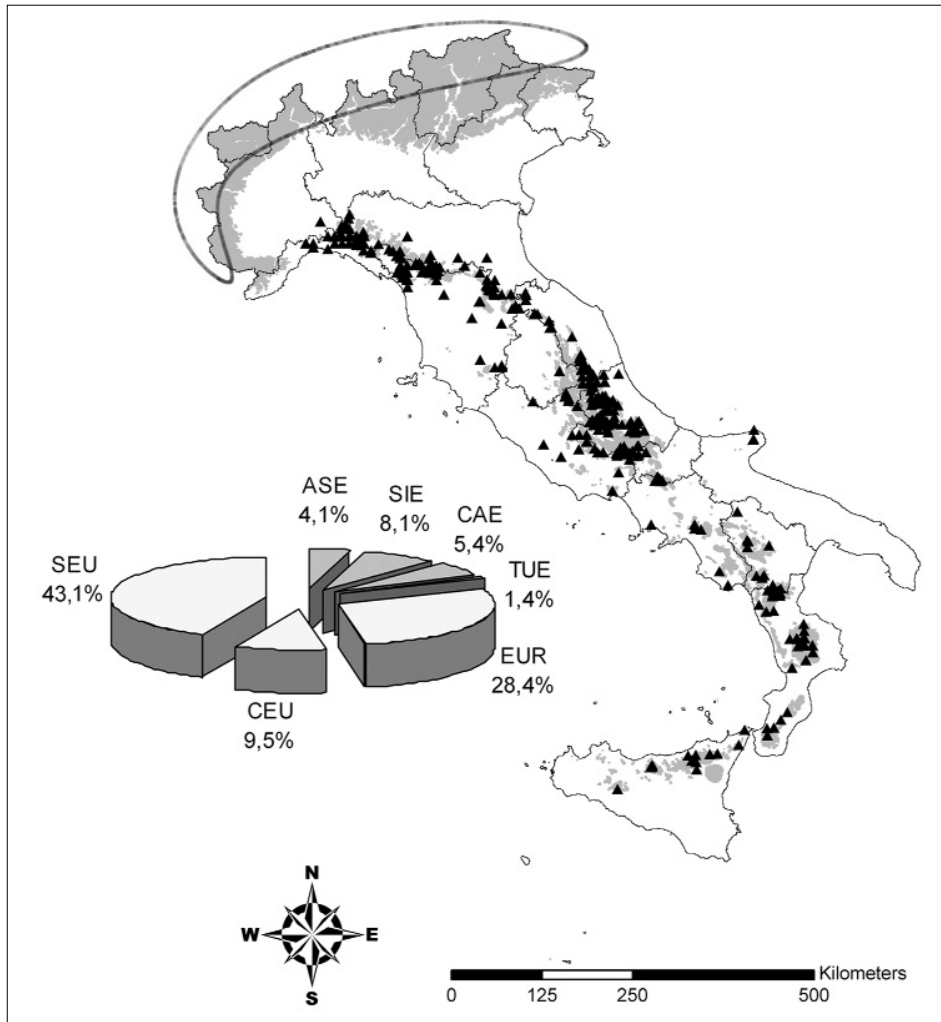 ASE
4,1%
SIE
8,1%
CAE
5,4%
TUE
1,4%
SEU
43,1%
EUR
28,4%
CEU
9,5%
N
W
E
S
Kilometers
0 125 250 500